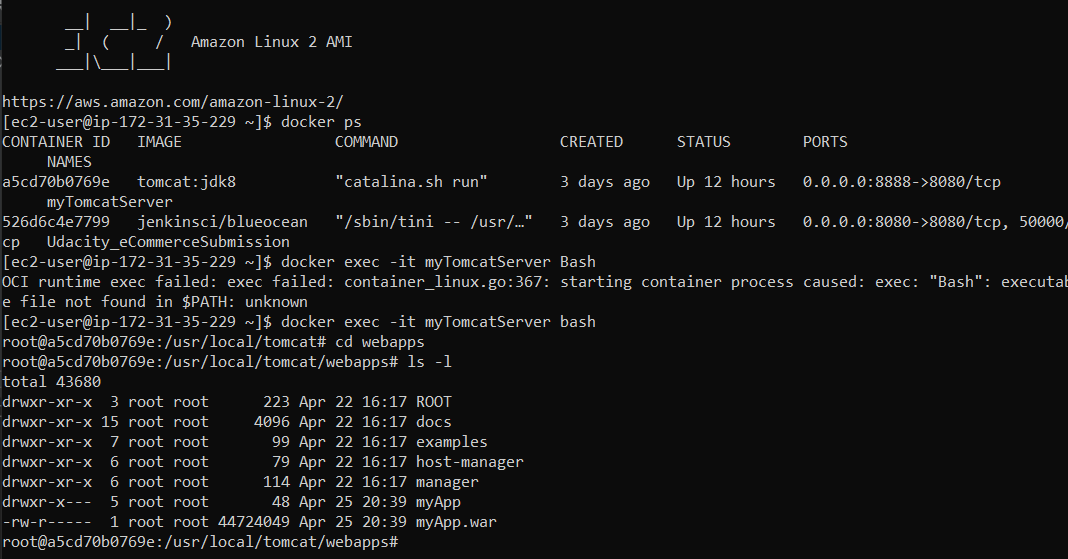 __|  __|_  )
       _|  (     /   Amazon Linux 2 AMI
      ___|\___|___|
https://aws.amazon.com/amazon-linux-2/
[ec2-user@ip-172-31-35-229 ~]$ docker ps
CONTAINER ID   IMAGE                 COMMAND                  CREATED      STATUS        PORTS
     NAMES
a5cd70b0769e   tomcat:jdk8           "catalina.sh run"        3 days ago   Up 12 hours   0.0.0.0:8888->8080/tcp
     myTomcatServer
526d6c4e7799   jenkinsci/blueocean   "/sbin/tini -- /usr/…"   3 days ago   Up 12 hours   0.0.0.0:8080->8080/tcp, 50000/
cp   Udacity_eCommerceSubmission
[ec2-user@ip-172-31-35-229 ~]$ docker exec -it myTomcatServer Bash
OCI runtime exec failed: exec failed: container_linux.go:367: starting container process caused: exec: "Bash": executab
e file not found in $PATH: unknown
[ec2-user@ip-172-31-35-229 ~]$ docker exec -it myTomcatServer bash
root@a5cd70b0769e:/usr/local/tomcat# cd webapps
root@a5cd70b0769e:/usr/local/tomcat/webapps# ls -l
total 43680
drwxr-xr-x  3 root root      223 Apr 22 16:17 ROOT
drwxr-xr-x 15 root root     4096 Apr 22 16:17 docs
drwxr-xr-x  7 root root       99 Apr 22 16:17 examples
drwxr-xr-x  6 root root       79 Apr 22 16:17 host-manager
drwxr-xr-x  6 root root      114 Apr 22 16:17 manager
drwxr-x---  5 root root       48 Apr 25 20:39 myApp
-rw-r-----  1 root root 44724049 Apr 25 20:39 myApp.war
root@a5cd70b0769e:/usr/local/tomcat/webapps#